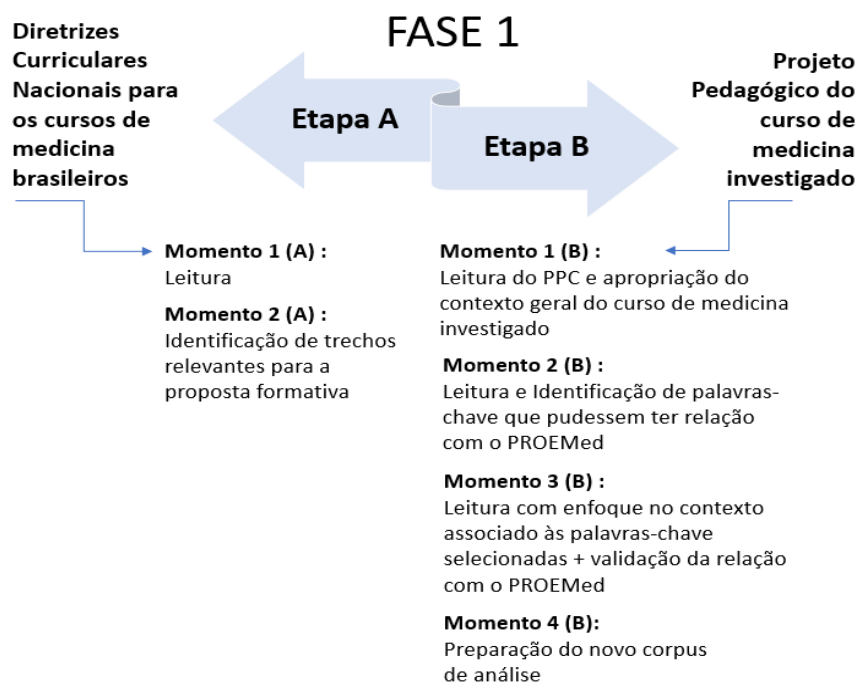 FASE 1
Diretrizes
Curriculares
Nacionais para
os cursos de
medicina
brasileiros
Etapa A
Etapa B
Projeto
Pedagógico do
curso de
medicina
investigado
Momento 1 (A) :
Leitura
Momento 2 (A) :
Identificação de trechos
relevantes para a
proposta formativa
Momento 1 (B) :
Leitura do PPC e apropriação do
contexto geral do curso de medicina
investigado
Momento 2 (B) :
Leitura e Identificação de palavras-
chave que pudessem ter relação
com o PROEMed
Momento 3 (B) :
Leitura com enfoque no contexto
associado às palavras-chave
selecionadas + validação da relação
com o PROEMed
Momento 4 (B):
Preparação do novo corpus
de análise